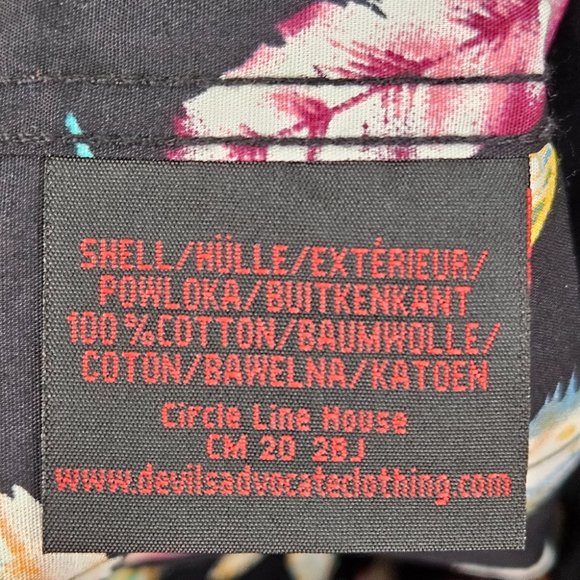 SHELL/HÜLLE/EXTÉRIEUR/
POWLOKA/BUITKENKANT
100%COTTON/BAUMWOLLE/
COTON/BAWELNA/KATOEN
Circle Line House
CM 20 2BJ
www.devilsadvocateclothing.com